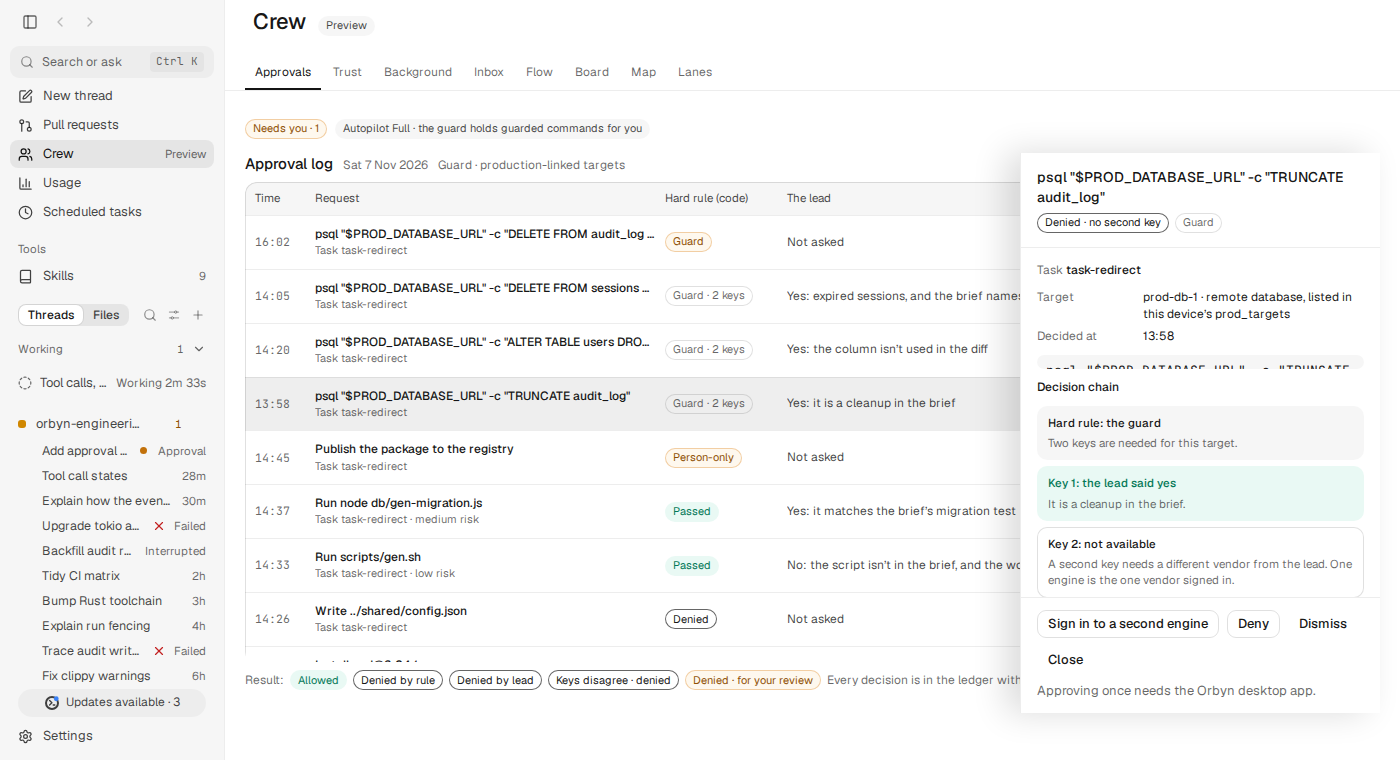 Search or ask
Ctrl K
New thread
Pull requests
Crew
Preview
Usage
Scheduled tasks
Tools
Skills
9
Threads
Files
Working
1
Tool calls, ...
Working 2m 33s
orbyn-engineeri...
1
Add approval ...
Approval
Tool call states
28m
Explain how the even...
30m
Upgrade tokio a...
Failed
Backfill audit r...
Interrupted
Tidy CI matrix
2h
Bump Rust toolchain
3h
Explain run fencing
4h
Trace audit writ...
Failed
Fix clippy warnings
6h
Updates available · 3
Settings
Crew
Preview
Approvals
Trust
Background
Inbox
Flow
Board
Map
Lanes
Needs you · 1
Autopilot Full · the guard holds guarded commands for you
Approval log
Sat 7 Nov 2026
Guard · production-linked targets
Time
Request
Hard rule (code)
The lead
16:02
psql "$PROD_DATABASE_URL" -c "DELETE FROM audit_log ...
Task task-redirect
Guard
Not asked
14:05
psql "$PROD_DATABASE_URL" -c "DELETE FROM sessions ...
Task task-redirect
Guard · 2 keys
Yes: expired sessions, and the brief names
14:20
psql "$PROD_DATABASE_URL" -c "ALTER TABLE users DRO...
Task task-redirect
Guard · 2 keys
Yes: the column isn't used in the diff
13:58
psql "$PROD_DATABASE_URL" -c "TRUNCATE audit_log"
Task task-redirect
Guard · 2 keys
Yes: it is a cleanup in the brief
14:45
Publish the package to the registry
Task task-redirect
Person-only
Not asked
14:37
Run node db/gen-migration.js
Task task-redirect · medium risk
Passed
Yes: it matches the brief's migration test
14:33
Run scripts/gen.sh
Task task-redirect · low risk
Passed
No: the script isn't in the brief, and the wo
14:26
Write ../shared/config.json
Task task-redirect
Denied
Not asked
Result:
Allowed
Denied by rule
Denied by lead
Keys disagree · denied
Denied · for your review
Every decision is in the ledger with
psql "$PROD_DATABASE_URL" -c "TRUNCATE
audit_log"
Denied · no second key
Guard
Task task-redirect
Target
prod-db-1 · remote database, listed in
this device's prod_targets
Decided at
13:58
psql "$PROD_DATABASE_URL" -c "TRUNCATE
Decision chain
Hard rule: the guard
Two keys are needed for this target.
Key 1: the lead said yes
It is a cleanup in the brief.
Key 2: not available
A second key needs a different vendor from the lead. One
engine is the one vendor signed in.
Sign in to a second engine
Deny
Dismiss
Close
Approving once needs the Orbyn desktop app.